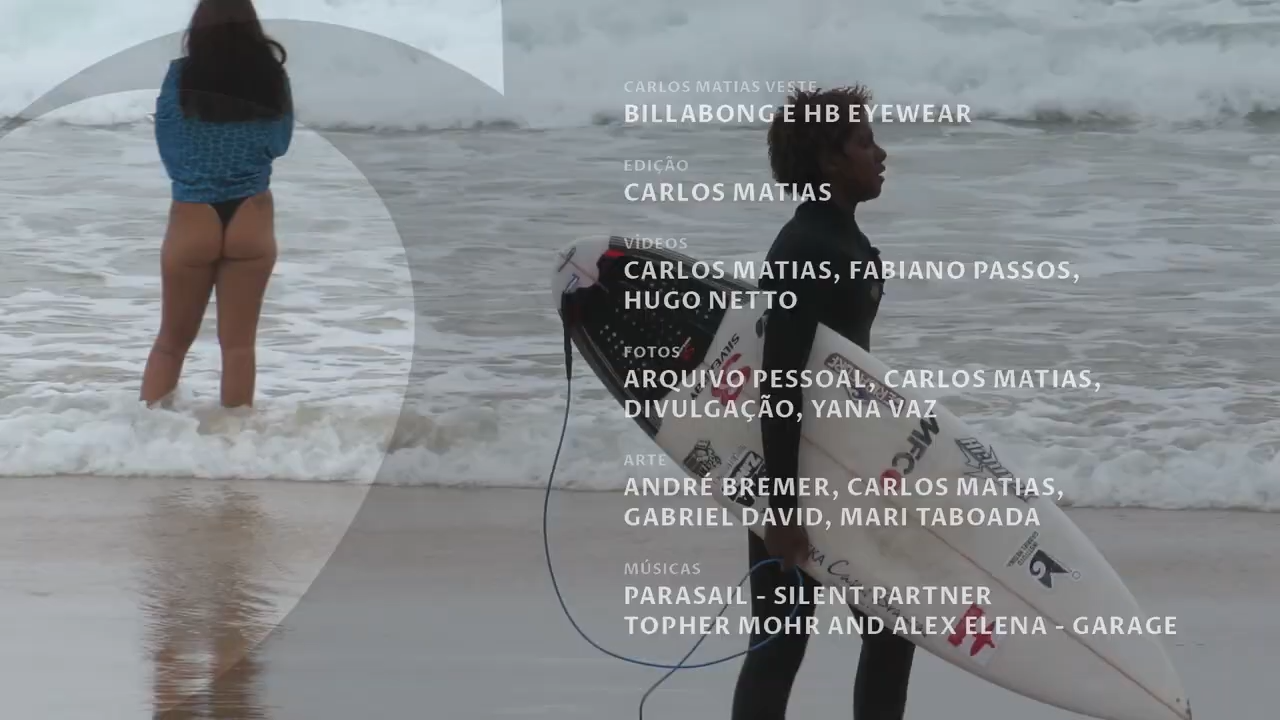 CARLOS MATIAS VESTE
BILLABONG E HB EYEWEAR
EDIÇÃO
CARLOS MATIAS
VÍDEOS
CARLOS MATIAS, FABIANO PASSOS,
HUGO NETTO
FOTOS
ARQUIVO PESSOAL, CARLOS MATIAS,
DIVULGAÇÃO, YANA VAZ
ARTE
ANDRÉ BREMER, CARLOS MATIAS,
GABRIEL DAVID, MARI TABOADA
MÚSICAS
PARASAIL - SILENT PARTNER
TOPHER MOHR AND ALEX ELENA - GARAGE
MFC